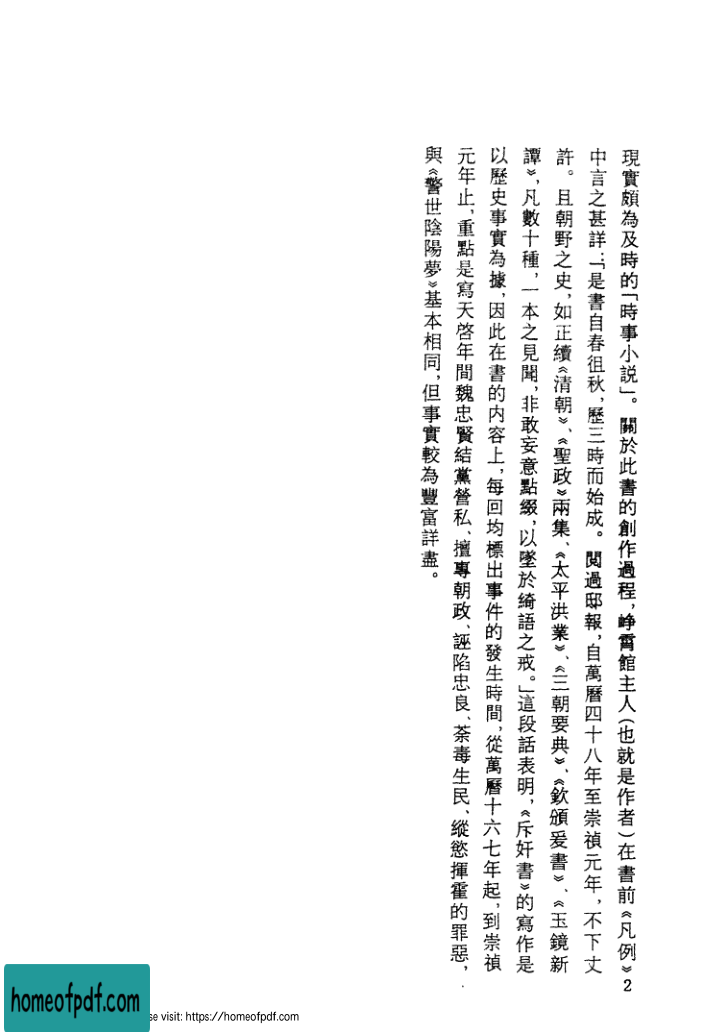 現實頗為及時的「時事小説」。關於此書的創作過程，崢霄館主人（也就是作者）在書前《凡例》
中言之甚詳：「是書自春徂秋，歷三時而始成。閲過邸報，自萬曆四十八年至崇禎元年，不下丈
許。且朝野之史，如正續《清朝》、《聖政》兩集、《太平洪業》、《三朝要典》、《欽頒爰書》、《玉鏡新
譚》，凡數十種，一本之見聞，非敢妄意點綴，以墜於綺語之戒。」這段話表明，《斥奸書》的寫作是
以歷史事實為據，因此在書的内容上，每回均標出事件的發生時間，從萬曆十六七年起，到崇禎
元年止，重點是寫天啓年間魏忠賢結黨營私、擅專朝政、誣陷忠良、荼毒生民、縱慾揮霍的罪惡，
與《警世陰陽夢》基本相同，但事實較為豐富詳盡。
2
homeofpdf.com
se visit: https://homeofpdf.com